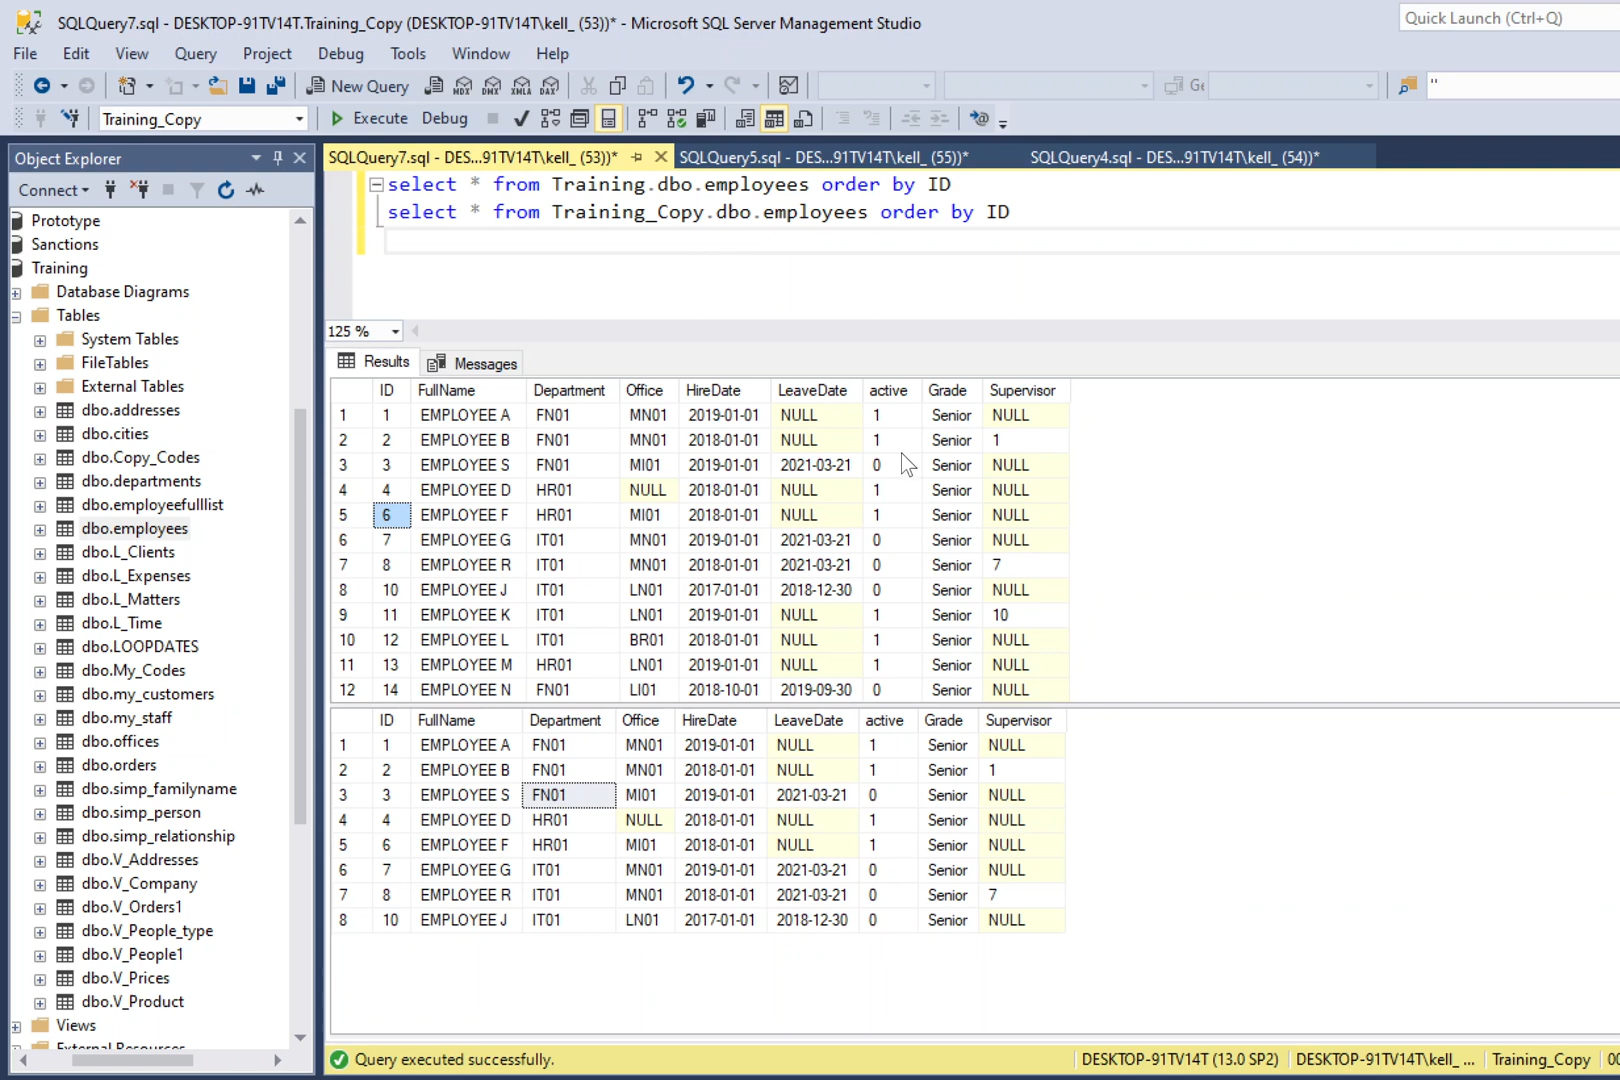 SQLQuery7.sql - DESKTOP-91TV14T.Training_Copy (DESKTOP-91TV14T\kell_ (53))* - Microsoft SQL Server Management Studio
Quick Launch (Ctrl+Q)
File Edit View Query Project Debug Tools Window Help
New Query MDX DMX XMLA DAX
Training_Copy Execute Debug
Object Explorer
Connect
Prototype
Sanctions
Training
Database Diagrams
Tables
System Tables
FileTables
External Tables
dbo.addresses
dbo.cities
dbo.Copy_Codes
dbo.departments
dbo.employeefulllist
dbo.employees
dbo.L_Clients
dbo.L_Expenses
dbo.L_Matters
dbo.L_Time
dbo.LOOPDATES
dbo.My_Codes
dbo.my_customers
dbo.my_staff
dbo.offices
dbo.orders
dbo.simp_familyname
dbo.simp_person
dbo.simp_relationship
dbo.V_Addresses
dbo.V_Company
dbo.V_Orders1
dbo.V_People_type
dbo.V_People1
dbo.V_Prices
dbo.V_Product
Views
External Resources
SQLQuery7.sql - DES...91TV14T\kell_ (53))* SQLQuery5.sql - DES...91TV14T\kell_ (55))* SQLQuery4.sql - DES...91TV14T\kell_ (54))*
select * from Training.dbo.employees order by ID
select * from Training_Copy.dbo.employees order by ID
125 %
Results Messages
ID FullName Department Office HireDate LeaveDate active Grade Supervisor
1 1 EMPLOYEE A FN01 MN01 2019-01-01 NULL 1 Senior NULL
2 2 EMPLOYEE B FN01 MN01 2018-01-01 NULL 1 Senior 1
3 3 EMPLOYEE S FN01 MI01 2019-01-01 2021-03-21 0 Senior NULL
4 4 EMPLOYEE D HR01 NULL 2018-01-01 NULL 1 Senior NULL
5 6 EMPLOYEE F HR01 MI01 2018-01-01 NULL 1 Senior NULL
6 7 EMPLOYEE G IT01 MN01 2019-01-01 2021-03-21 0 Senior NULL
7 8 EMPLOYEE R IT01 MN01 2018-01-01 2021-03-21 0 Senior 7
8 10 EMPLOYEE J IT01 LN01 2017-01-01 2018-12-30 0 Senior NULL
9 11 EMPLOYEE K IT01 LN01 2019-01-01 NULL 1 Senior 10
10 12 EMPLOYEE L IT01 BR01 2018-01-01 NULL 1 Senior NULL
11 13 EMPLOYEE M HR01 LN01 2019-01-01 NULL 1 Senior NULL
12 14 EMPLOYEE N FN01 LI01 2018-10-01 2019-09-30 0 Senior NULL
ID FullName Department Office HireDate LeaveDate active Grade Supervisor
1 1 EMPLOYEE A FN01 MN01 2019-01-01 NULL 1 Senior NULL
2 2 EMPLOYEE B FN01 MN01 2018-01-01 NULL 1 Senior 1
3 3 EMPLOYEE S FN01 MI01 2019-01-01 2021-03-21 0 Senior NULL
4 4 EMPLOYEE D HR01 NULL 2018-01-01 NULL 1 Senior NULL
5 6 EMPLOYEE F HR01 MI01 2018-01-01 NULL 1 Senior NULL
6 7 EMPLOYEE G IT01 MN01 2019-01-01 2021-03-21 0 Senior NULL
7 8 EMPLOYEE R IT01 MN01 2018-01-01 2021-03-21 0 Senior 7
8 10 EMPLOYEE J IT01 LN01 2017-01-01 2018-12-30 0 Senior NULL
Query executed successfully. DESKTOP-91TV14T (13.0 SP2) DESKTOP-91TV14T\kell_ ... Training_Copy